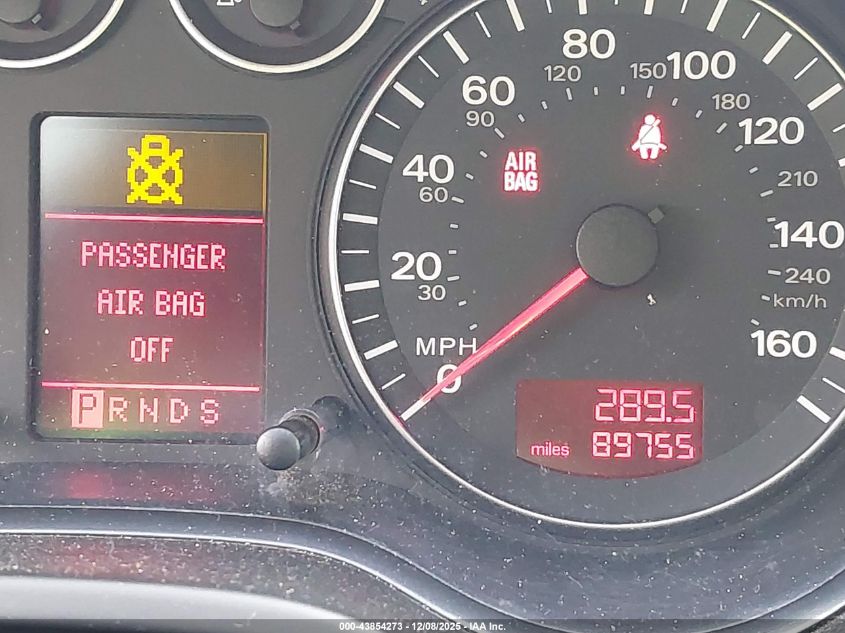 PASSENGER
AIR BAG
OFF
P R N D S
AIR
BAG
0
20
40
60
80
100
120
140
160
MPH
30
60
90
120
150
180
210
240
km/h
289.5
miles 89755
000-43854273 - 12/08/2025 - IAA Inc.